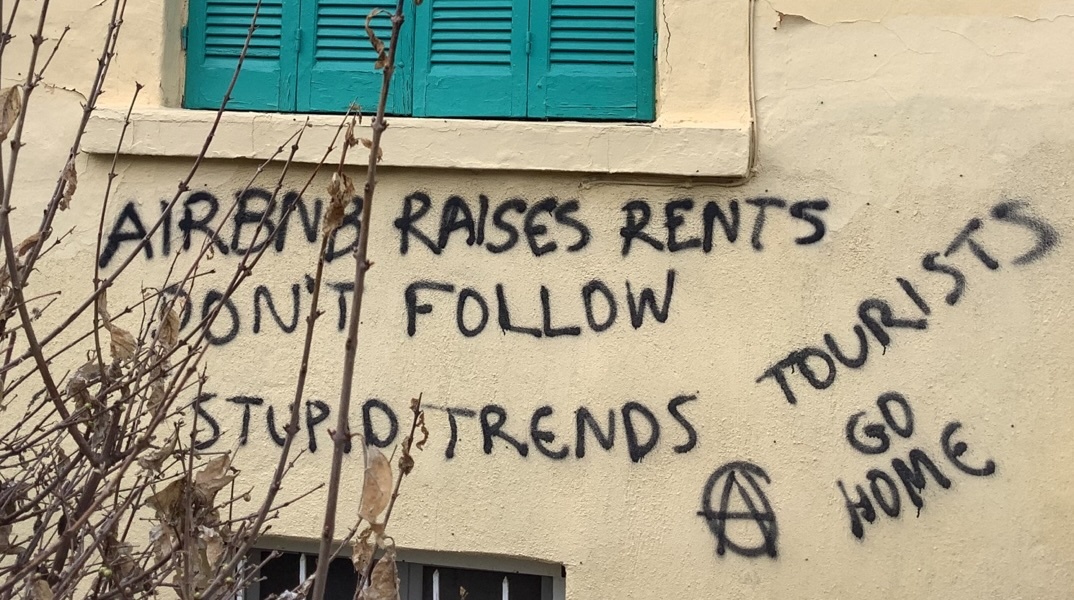 AIRBNB RAISES RENTS
DON'T FOLLOW
STUPID TRENDS
TOURISTS
GO
HOME